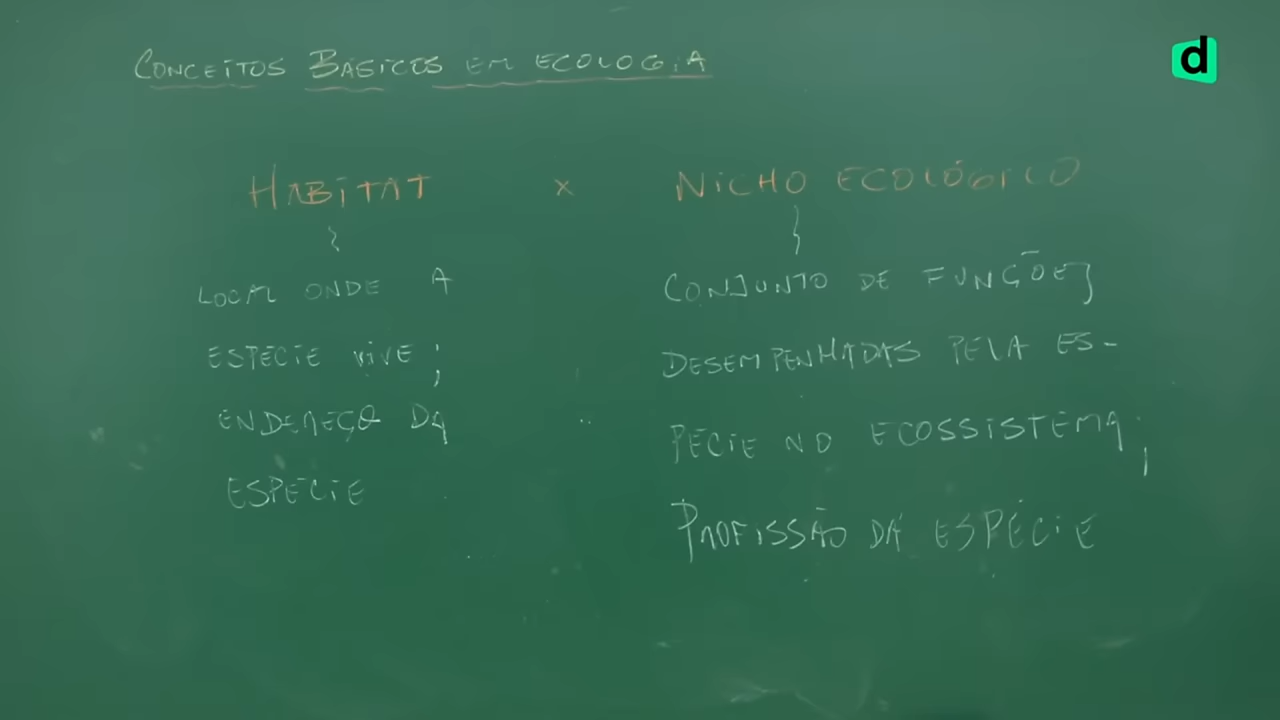 CONCEITOS BÁSICOS EM ECOLOGIA
d
HABITAT x NICHO ECOLÓGICO
LOCAL ONDE A
ESPÉCIE VIVE;
ENDEREÇO DA
ESPÉCIE
CONJUNTO DE FUNÇÕES
DESEMPENHADAS PELA ES-
PÉCIE NO ECOSSISTEMA;
PROFISSÃO DA ESPÉCIE